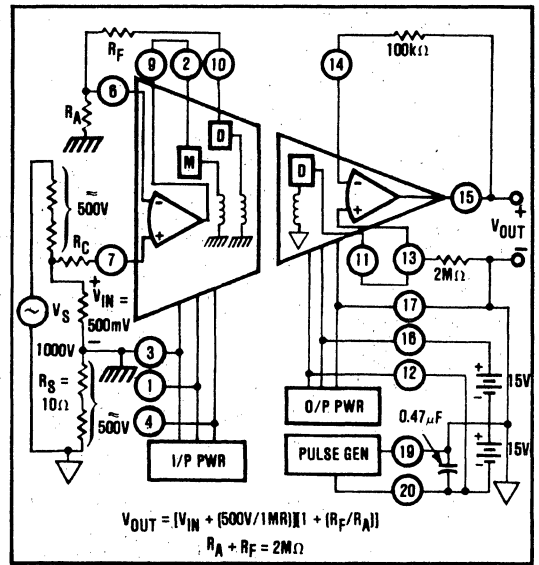 R_F
100kΩ
9
2
10
14
6
R_A
D
M
D
≈
500V
R_C
7
+
V_IN =
500mV
−
V_S
1000V
R_S =
10Ω
≈
500V
3
1
4
I/P PWR
−
+
−
+
15
+
V_OUT
−
11
13
2MΩ
17
16
12
O/P PWR
PULSE GEN
0.47μF
19
20
+
−
15V
+
−
15V
V_OUT = [V_IN + (500V/1MR)][1 + (R_F/R_A)]
R_A + R_F = 2MΩ